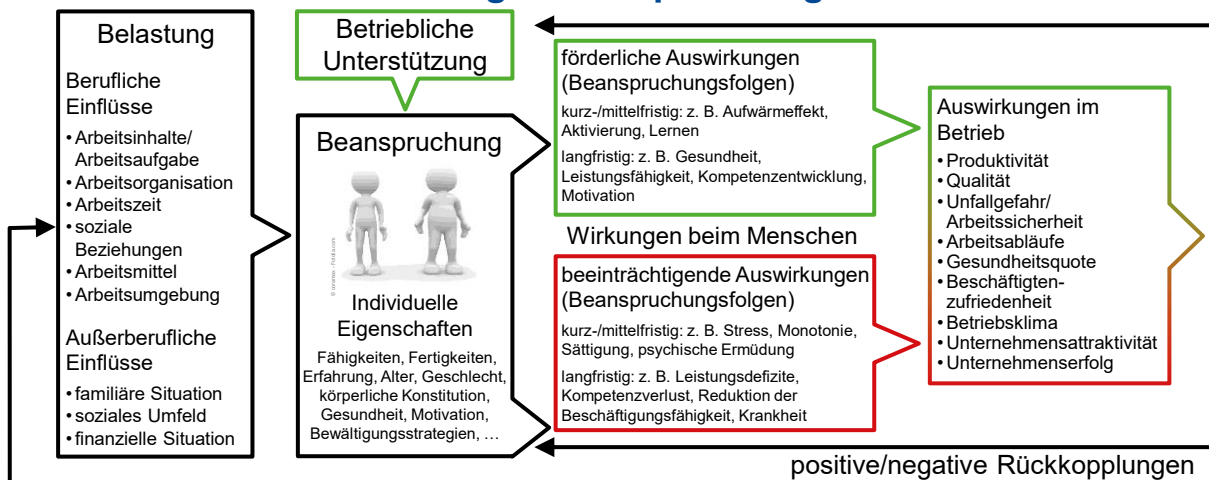 Belastung
Berufliche
Einflüsse
• Arbeitsinhalte/
Arbeitsaufgabe
• Arbeitsorganisation
• Arbeitszeit
• soziale
Beziehungen
• Arbeitsmittel
• Arbeitsumgebung
Außerberufliche
Einflüsse
• familiäre Situation
• soziales Umfeld
• finanzielle Situation
Betriebliche
Unterstützung
Beanspruchung
Individuelle
Eigenschaften
Fähigkeiten, Fertigkeiten,
Erfahrung, Alter, Geschlecht,
körperliche Konstitution,
Gesundheit, Motivation,
Bewältigungsstrategien, …
förderliche Auswirkungen
(Beanspruchungsfolgen)
kurz-/mittelfristig: z. B. Aufwärmeffekt,
Aktivierung, Lernen
langfristig: z. B. Gesundheit,
Leistungsfähigkeit, Kompetenzentwicklung,
Motivation
Wirkungen beim Menschen
beeinträchtigende Auswirkungen
(Beanspruchungsfolgen)
kurz-/mittelfristig: z. B. Stress, Monotonie,
Sättigung, psychische Ermüdung
langfristig: z. B. Leistungsdefizite,
Kompetenzverlust, Reduktion der
Beschäftigungsfähigkeit, Krankheit
Auswirkungen im
Betrieb
• Produktivität
• Qualität
• Unfallgefahr/
Arbeitssicherheit
• Arbeitsabläufe
• Gesundheitsquote
• Beschäftigten-
zufriedenheit
• Betriebsklima
• Unternehmensattraktivität
• Unternehmenserfolg
positive/negative Rückkopplungen